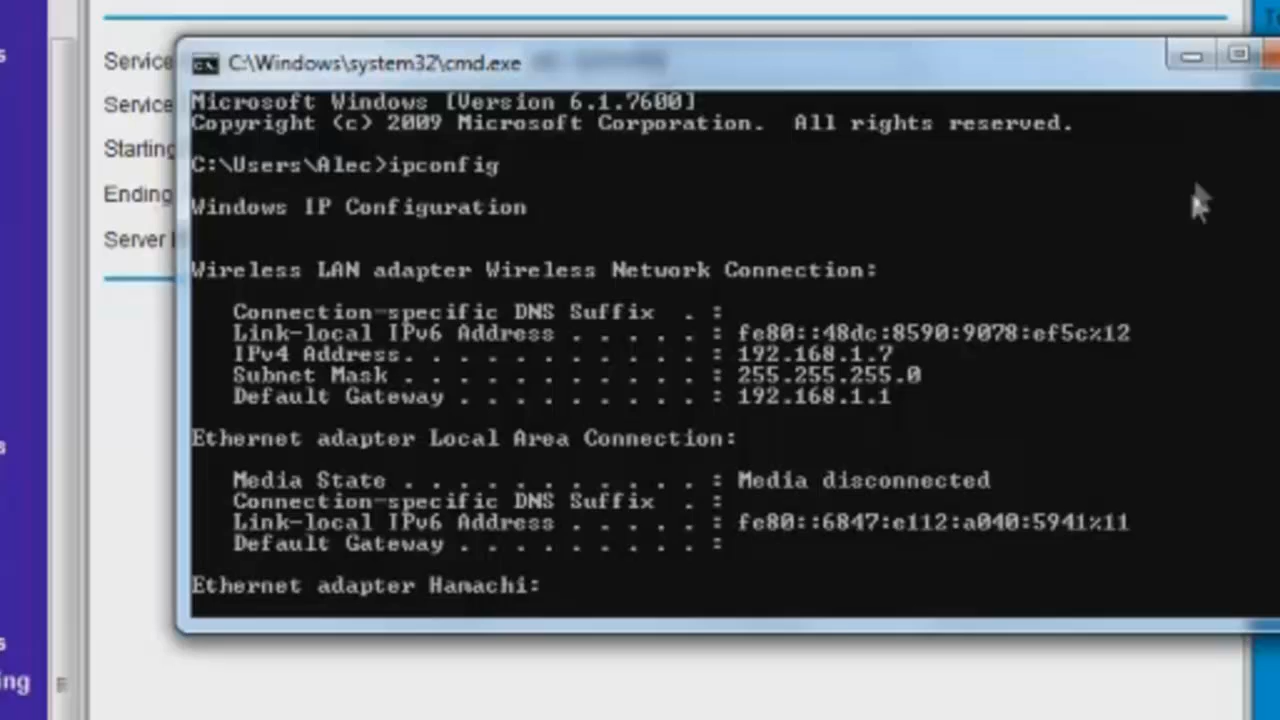 Service
Service
Starting
Ending
Server
C:\Windows\system32\cmd.exe
Microsoft Windows [Version 6.1.7600]
Copyright (c) 2009 Microsoft Corporation.  All rights reserved.
C:\Users\Alec>ipconfig
Windows IP Configuration
Wireless LAN adapter Wireless Network Connection:
Connection-specific DNS Suffix  . :
Link-local IPv6 Address . . . . . : fe80::48dc:8590:9078:ef5c%12
IPv4 Address. . . . . . . . . . . : 192.168.1.7
Subnet Mask . . . . . . . . . . . : 255.255.255.0
Default Gateway . . . . . . . . . : 192.168.1.1
Ethernet adapter Local Area Connection:
Media State . . . . . . . . . . . : Media disconnected
Connection-specific DNS Suffix  . :
Link-local IPv6 Address . . . . . : fe80::6847:e112:a040:5941%11
Default Gateway . . . . . . . . . :
Ethernet adapter Hamachi: